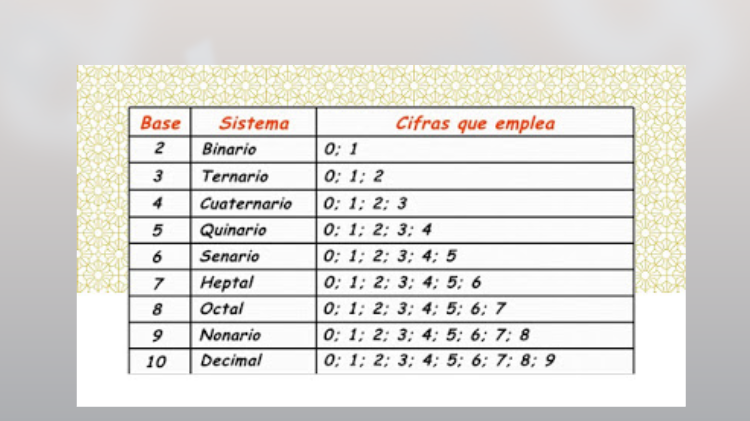 Base Sistema Cifras que emplea
2 Binario 0; 1
3 Ternario 0; 1; 2
4 Cuaternario 0; 1; 2; 3
5 Quinario 0; 1; 2; 3; 4
6 Senario 0; 1; 2; 3; 4; 5
7 Heptal 0; 1; 2; 3; 4; 5; 6
8 Octal 0; 1; 2; 3; 4; 5; 6; 7
9 Nonario 0; 1; 2; 3; 4; 5; 6; 7; 8
10 Decimal 0; 1; 2; 3; 4; 5; 6; 7; 8; 9